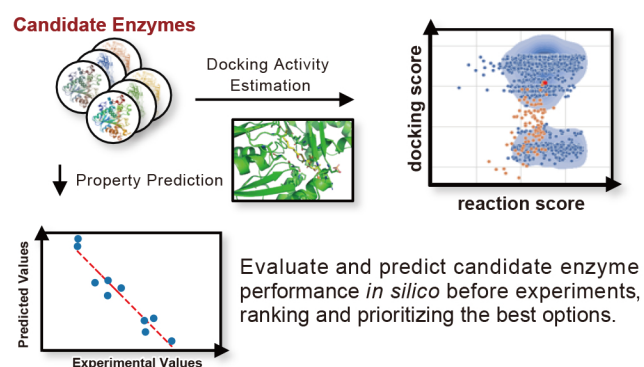 Candidate Enzymes
Docking Activity
Estimation
Property Prediction
docking score
reaction score
Predicted Values
Experimental Values
Evaluate and predict candidate enzyme
performance in silico before experiments,
ranking and prioritizing the best options.